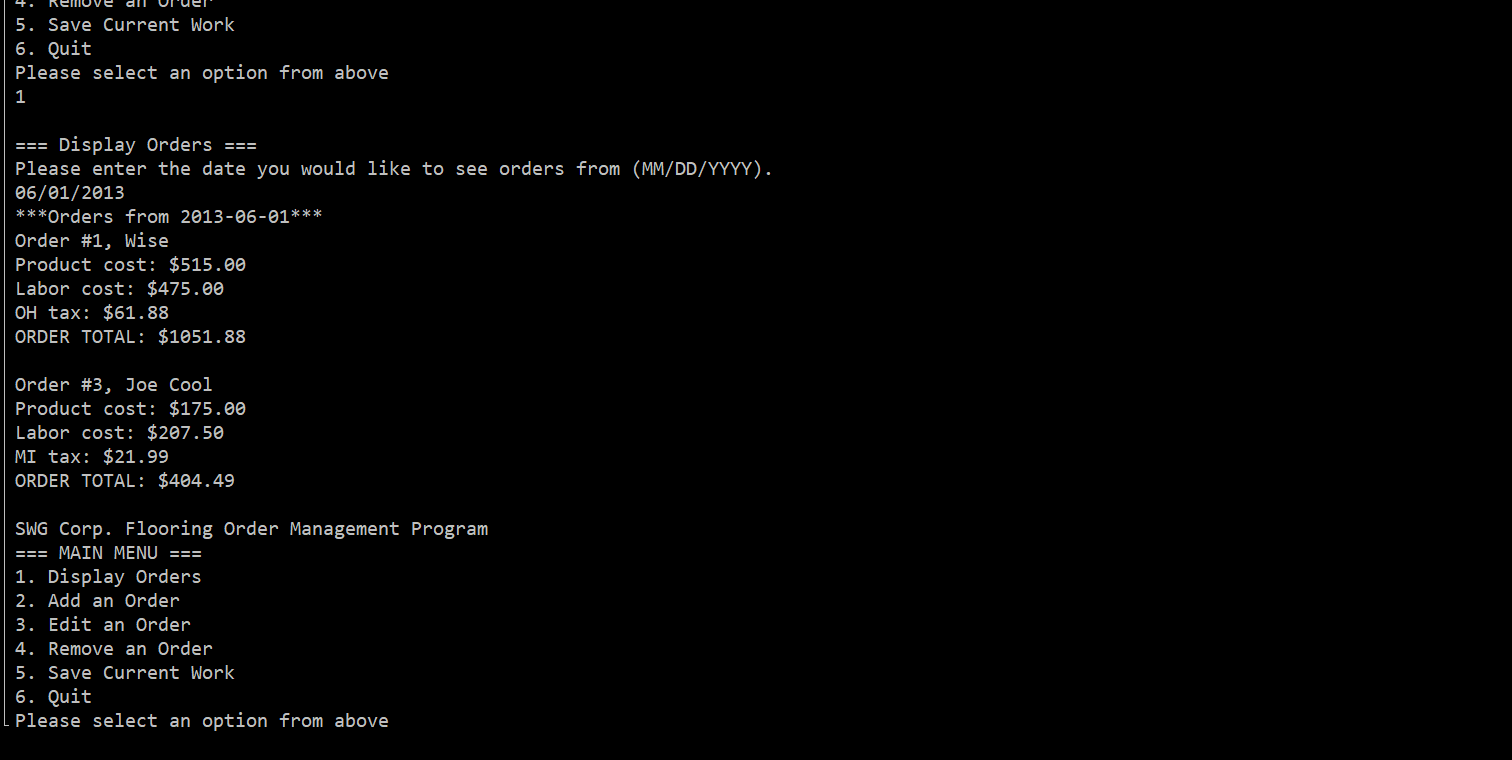 4. Remove an Order
5. Save Current Work
6. Quit
Please select an option from above
1
=== Display Orders ===
Please enter the date you would like to see orders from (MM/DD/YYYY).
06/01/2013
***Orders from 2013-06-01***
Order #1, Wise
Product cost: $515.00
Labor cost: $475.00
OH tax: $61.88
ORDER TOTAL: $1051.88
Order #3, Joe Cool
Product cost: $175.00
Labor cost: $207.50
MI tax: $21.99
ORDER TOTAL: $404.49
SWG Corp. Flooring Order Management Program
=== MAIN MENU ===
1. Display Orders
2. Add an Order
3. Edit an Order
4. Remove an Order
5. Save Current Work
6. Quit
Please select an option from above